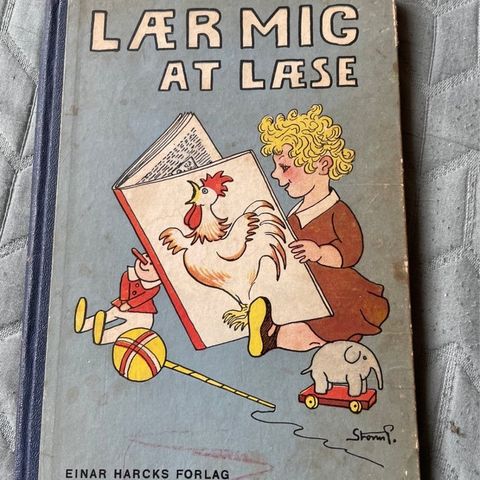 LÆR MIG
AT LÆSE
Storm P.
EINAR HARCKS FORLAG